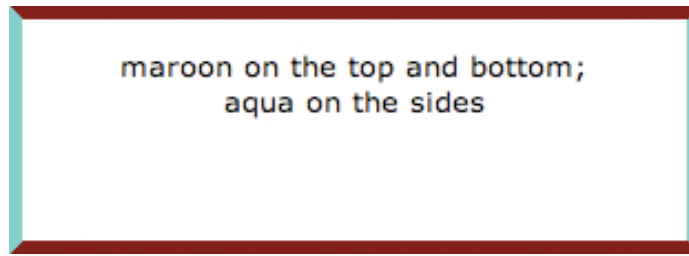 maroon on the top and bottom;
aqua on the sides